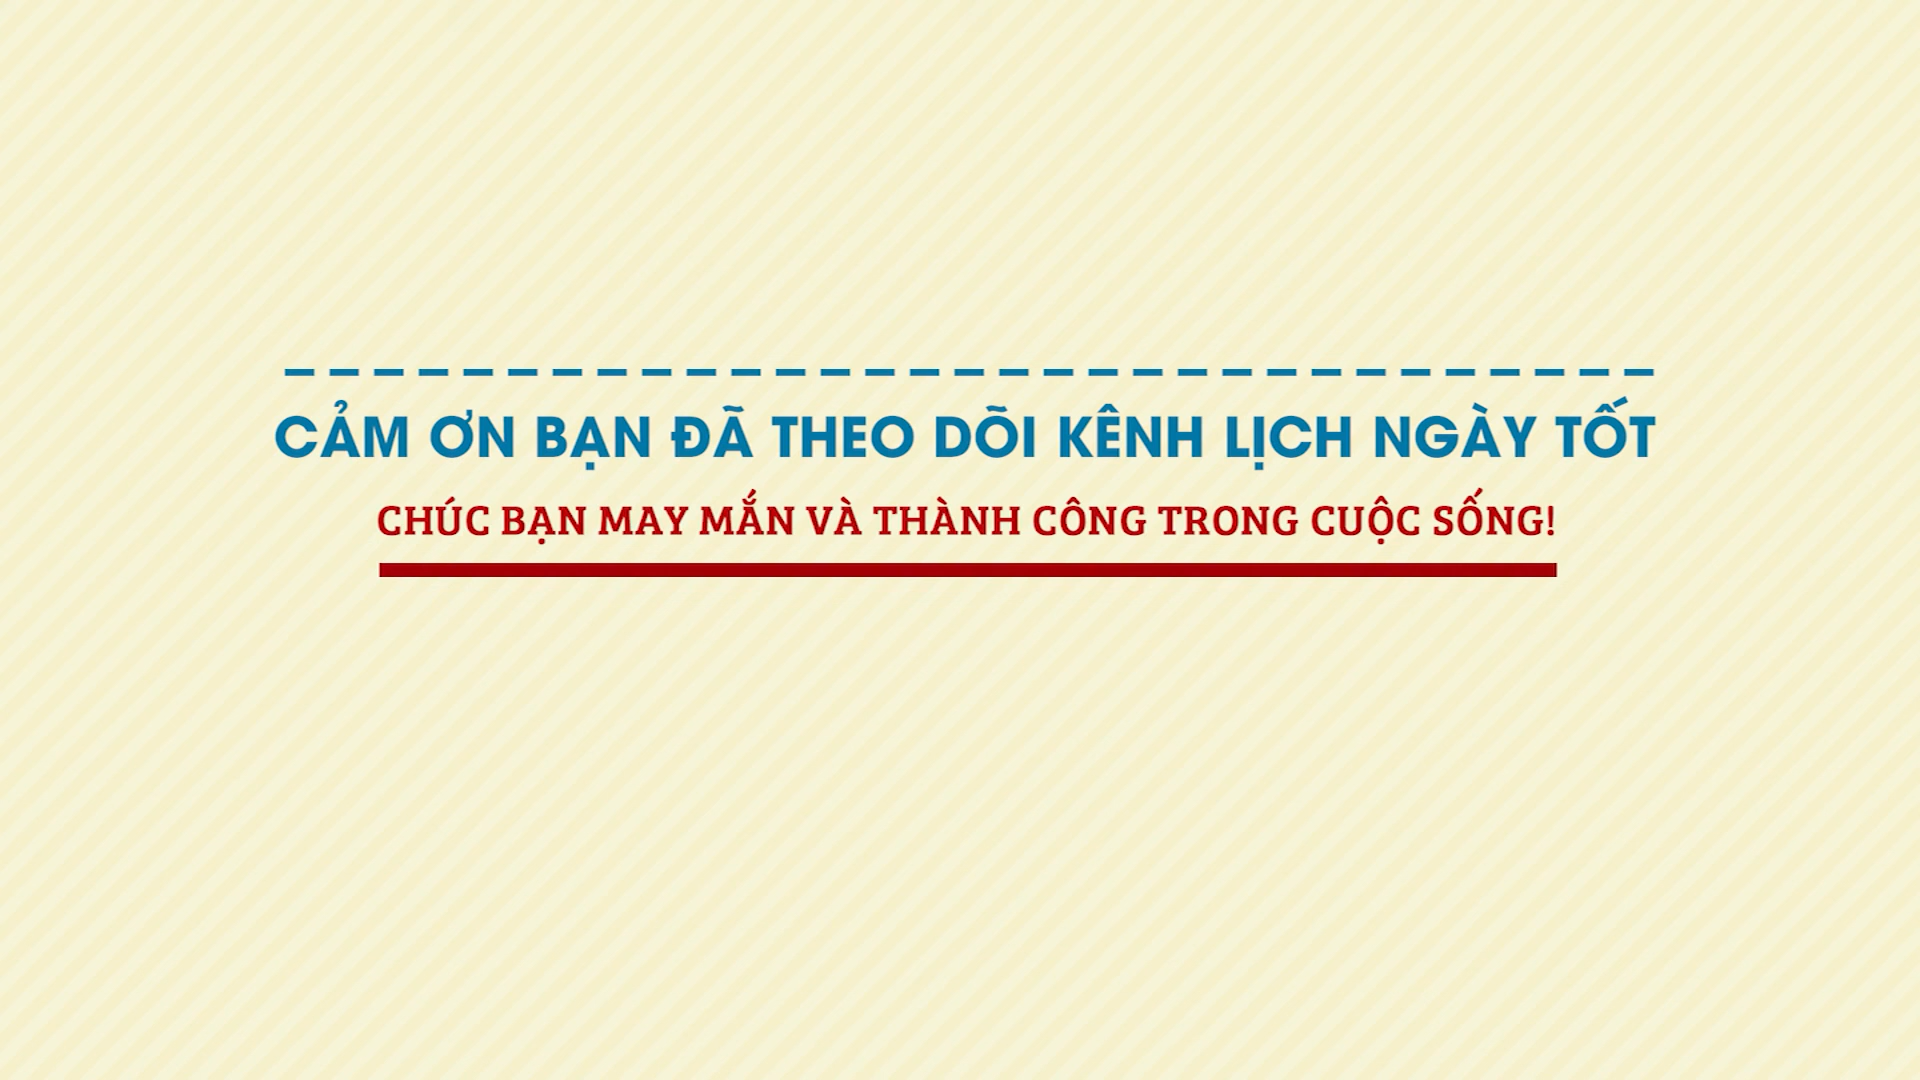 CẢM ƠN BẠN ĐÃ THEO DÕI KÊNH LỊCH NGÀY TỐT
CHÚC BẠN MAY MẮN VÀ THÀNH CÔNG TRONG CUỘC SỐNG!